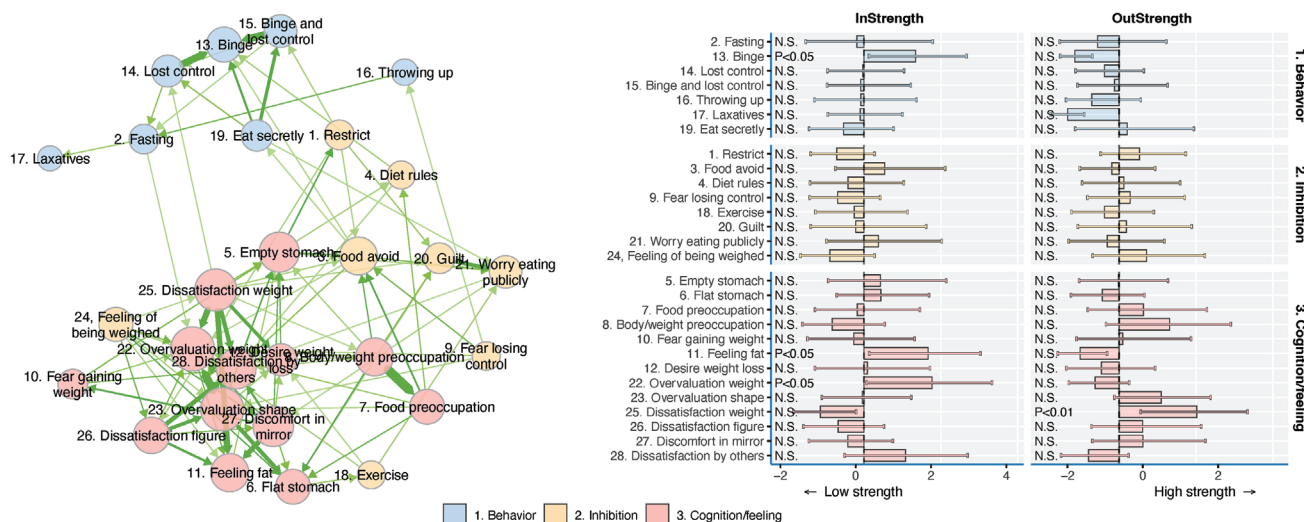 15. Binge and
lost control
13. Binge
14. Lost control
16. Throwing up
2. Fasting
19. Eat secretly
1. Restrict
17. Laxatives
4. Diet rules
5. Empty stomach
3. Food avoid
20. Guilt
21. Worry eating
publicly
25. Dissatisfaction weight
24, Feeling of
being weighed
22. Overvaluation weight
12. Desire weight
loss
8. Body/weight preoccupation
9. Fear losing
control
28. Dissatisfaction by
others
10. Fear gaining
weight
23. Overvaluation shape
7. Food preoccupation
27. Discomfort in
mirror
26. Dissatisfaction figure
11. Feeling fat
6. Flat stomach
18. Exercise
InStrength OutStrength
2. Fasting N.S. N.S.
13. Binge P<0.05 N.S.
14. Lost control N.S. N.S.
15. Binge and lost control N.S. N.S.
16. Throwing up N.S. N.S.
17. Laxatives N.S. N.S.
19. Eat secretly N.S. N.S.
1. Behavior
1. Restrict N.S. N.S.
3. Food avoid N.S. N.S.
4. Diet rules N.S. N.S.
9. Fear losing control N.S. N.S.
18. Exercise N.S. N.S.
20. Guilt N.S. N.S.
21. Worry eating publicly N.S. N.S.
24, Feeling of being weighed N.S. N.S.
2. Inhibition
5. Empty stomach N.S. N.S.
6. Flat stomach N.S. N.S.
7. Food preoccupation N.S. N.S.
8. Body/weight preoccupation N.S. N.S.
10. Fear gaining weight N.S. N.S.
11. Feeling fat P<0.05 N.S.
12. Desire weight loss N.S. N.S.
22. Overvaluation weight P<0.05 N.S.
23. Overvaluation shape N.S. N.S.
25. Dissatisfaction weight N.S. P<0.01
26. Dissatisfaction figure N.S. N.S.
27. Discomfort in mirror N.S. N.S.
28. Dissatisfaction by others N.S. N.S.
3. Cognition/feeling
−2 0 2 4 −2 0 2
← Low strength High strength →
1. Behavior 2. Inhibition 3. Cognition/feeling